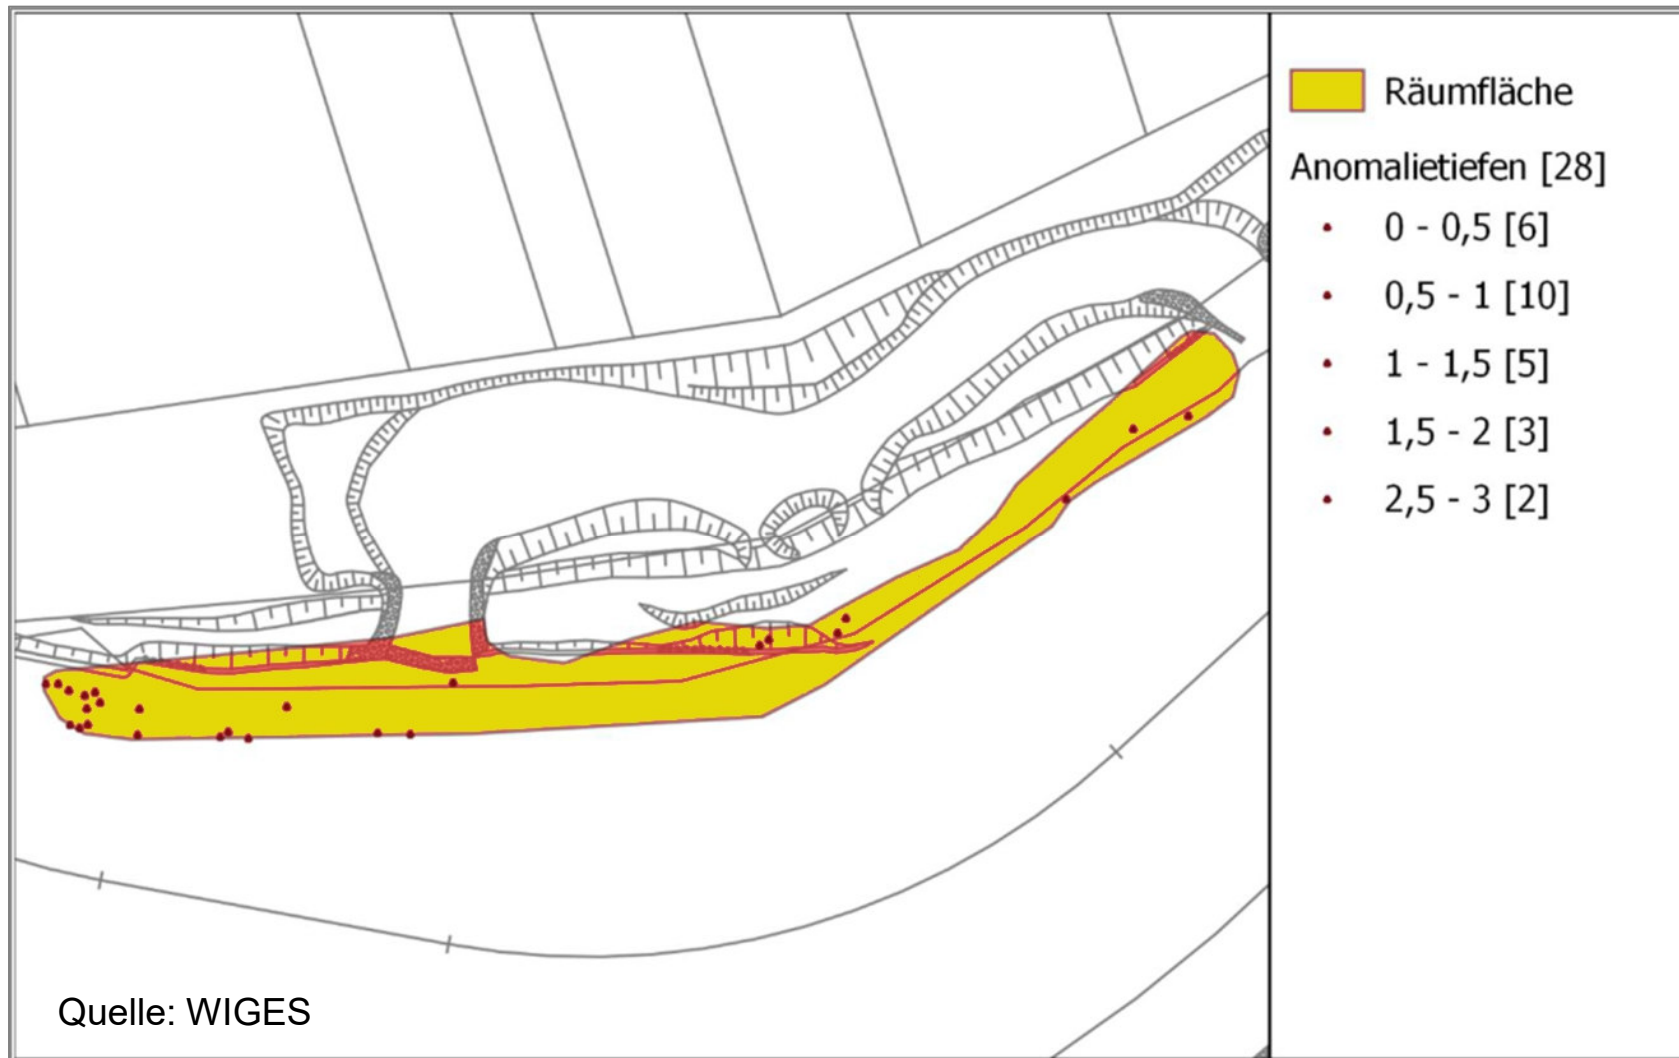 Räumfläche
Anomalietiefen [28]
0 - 0,5 [6]
0,5 - 1 [10]
1 - 1,5 [5]
1,5 - 2 [3]
2,5 - 3 [2]
Quelle: WIGES